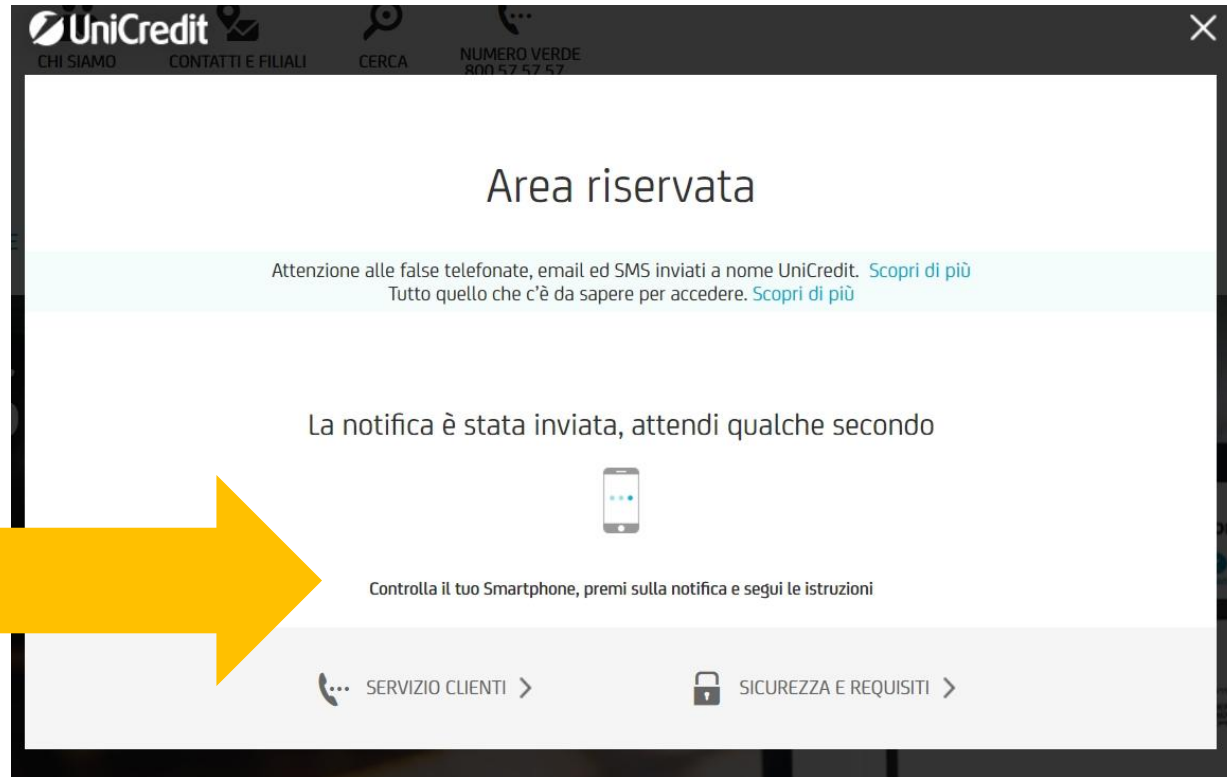 UniCredit
CHI SIAMO
CONTATTI E FILIALI
CERCA
NUMERO VERDE
800 57 57 57
Area riservata
Attenzione alle false telefonate, email ed SMS inviati a nome UniCredit. Scopri di più
Tutto quello che c’è da sapere per accedere. Scopri di più
La notifica è stata inviata, attendi qualche secondo
Controlla il tuo Smartphone, premi sulla notifica e segui le istruzioni
SERVIZIO CLIENTI
SICUREZZA E REQUISITI